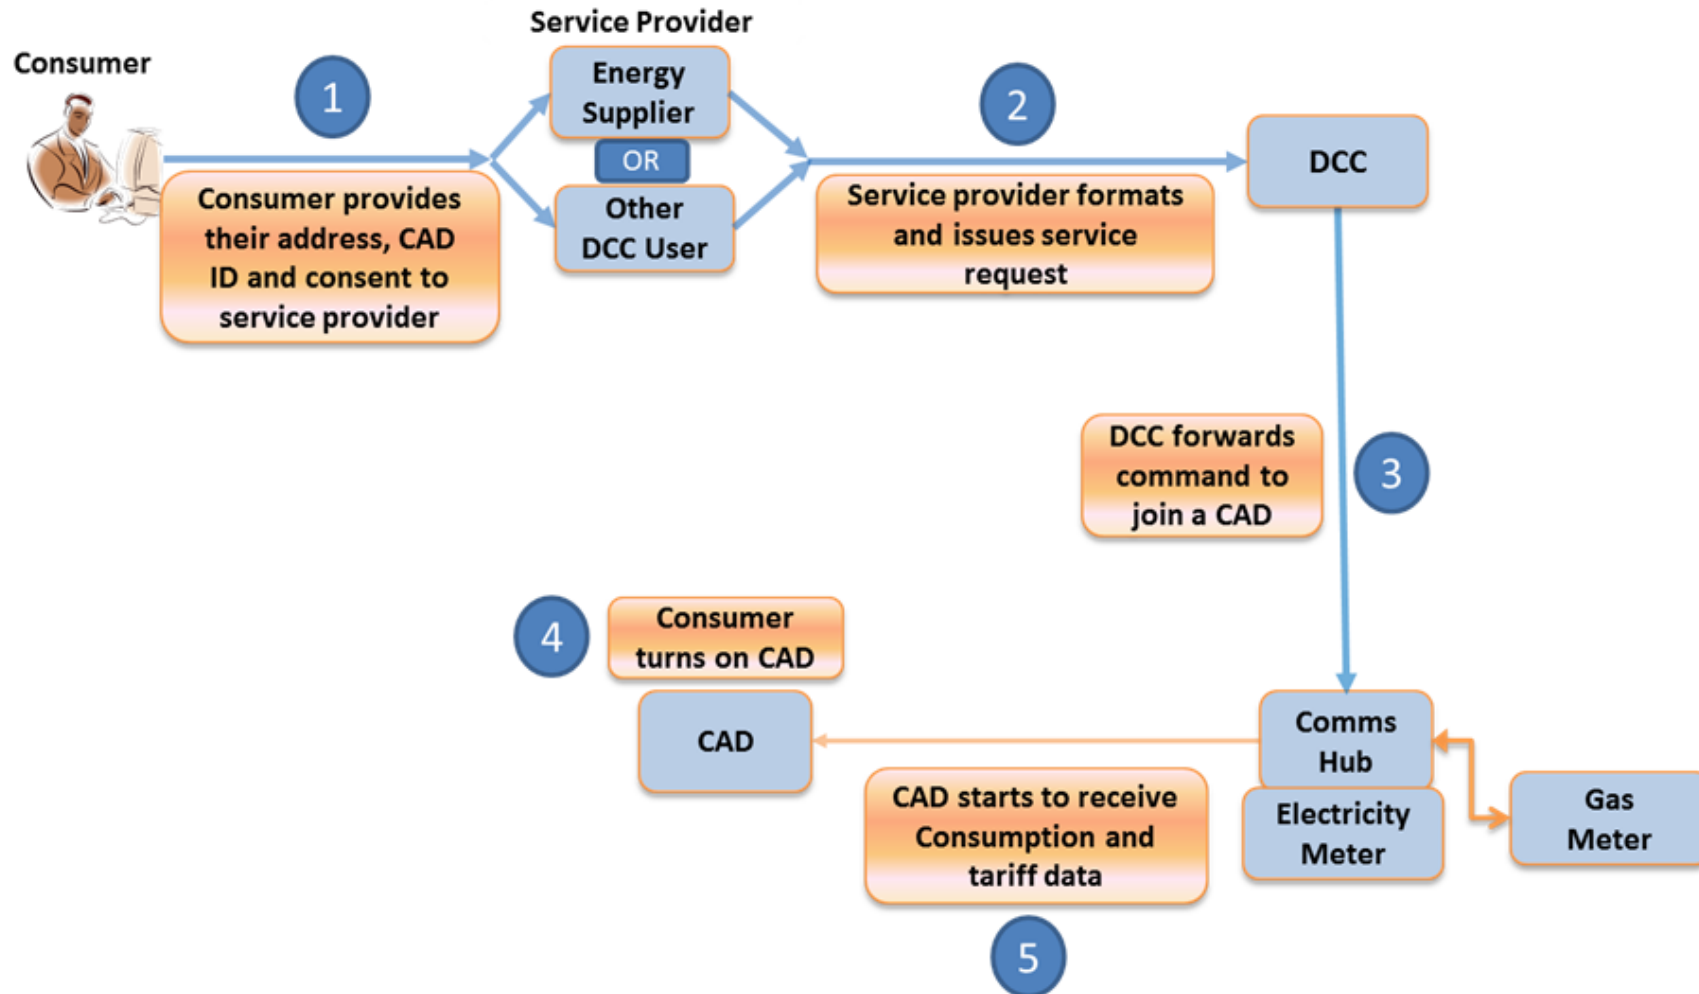 Service Provider
Consumer
1
Energy
Supplier
OR
Other
DCC User
2
DCC
Consumer provides
their address, CAD
ID and consent to
service provider
Service provider formats
and issues service
request
DCC forwards
command to
join a CAD
3
4
Consumer
turns on CAD
CAD
Comms
Hub
Electricity
Meter
Gas
Meter
CAD starts to receive
Consumption and
tariff data
5